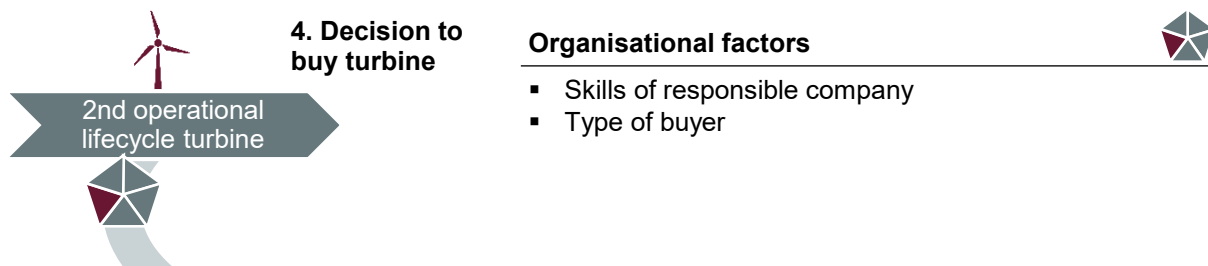 4. Decision to
buy turbine
Organisational factors
▪ Skills of responsible company
▪ Type of buyer
2nd operational
lifecycle turbine